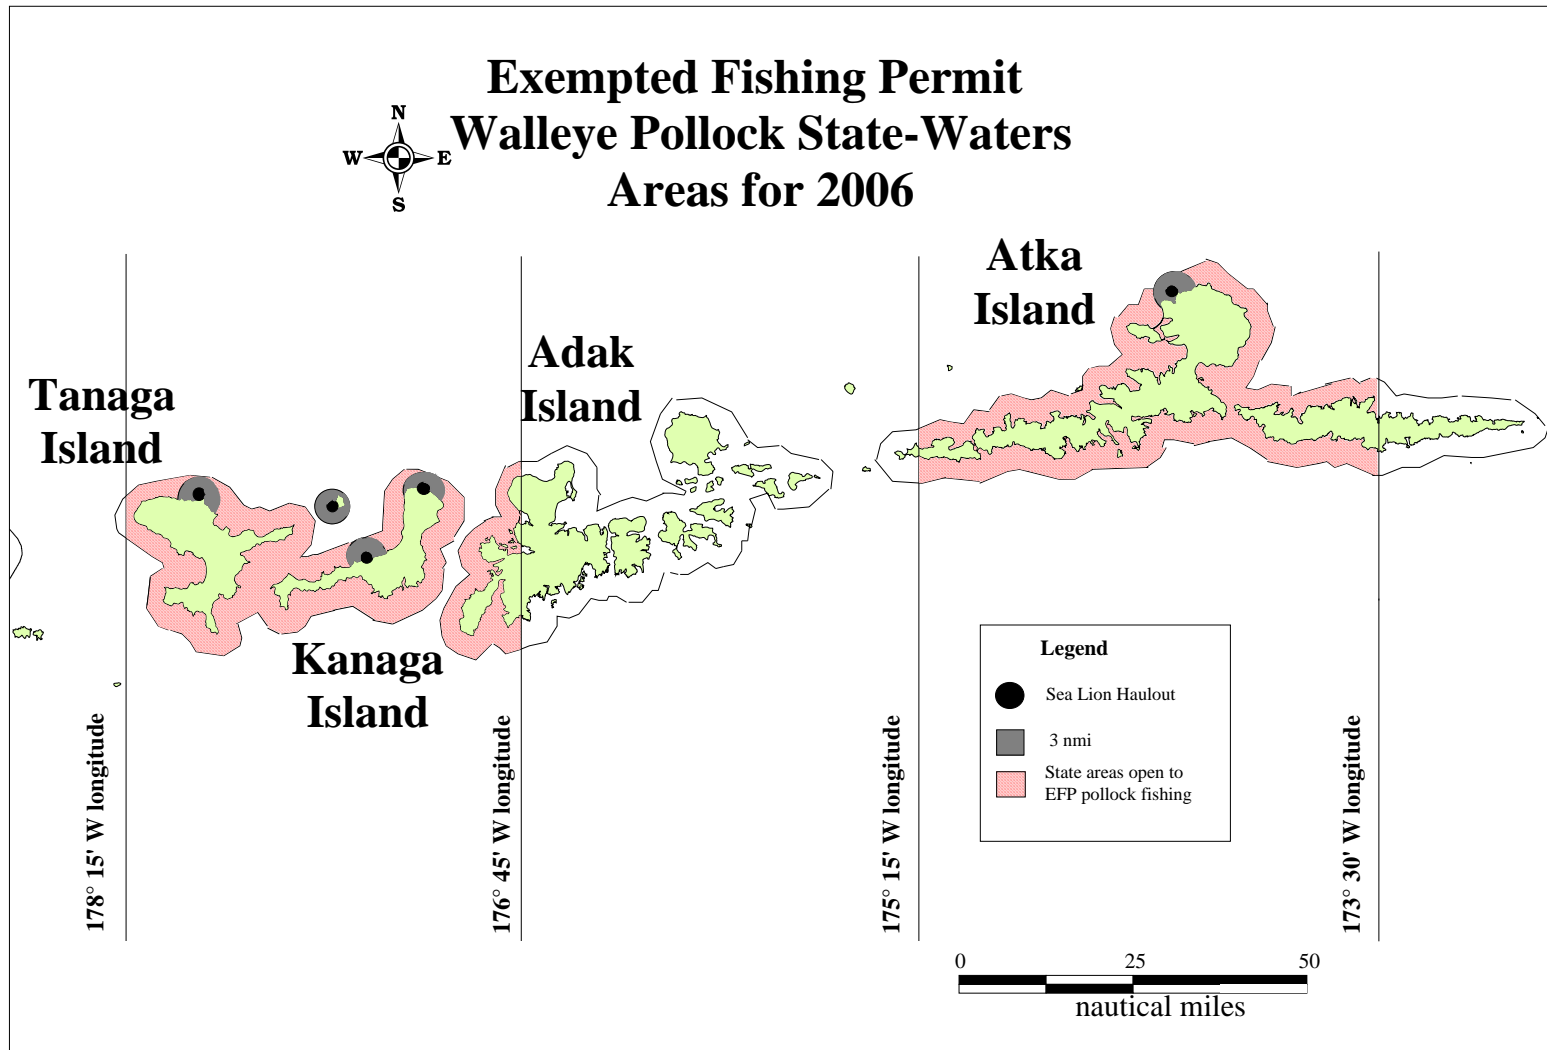 Exempted Fishing Permit
Walleye Pollock State-Waters
Areas for 2006
N
W E
S
Atka
Island
Adak
Island
Tanaga
Island
Kanaga
Island
Legend
Sea Lion Haulout
3 nmi
State areas open to
EFP pollock fishing
178° 15' W longitude
176° 45' W longitude
175° 15' W longitude
173° 30' W longitude
0 25 50
nautical miles